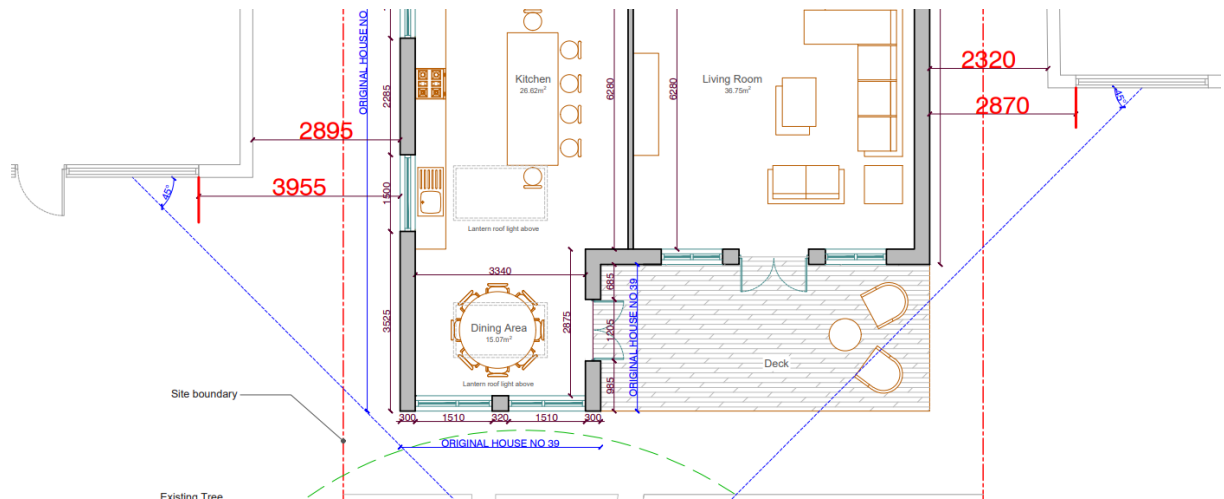 ORIGINAL HOUSE NO
2285
6280
6280
Kitchen
26.62m²
Living Room
36.75m²
2320
2870
45°
2895
3955
45°
1500
Lantern roof light above
3340
685
1205
985
ORIGINAL HOUSE NO 39
3525
2875
Dining Area
15.07m²
Lantern roof light above
Deck
Site boundary
300
1510
320
1510
300
ORIGINAL HOUSE NO 39
Existing Tree